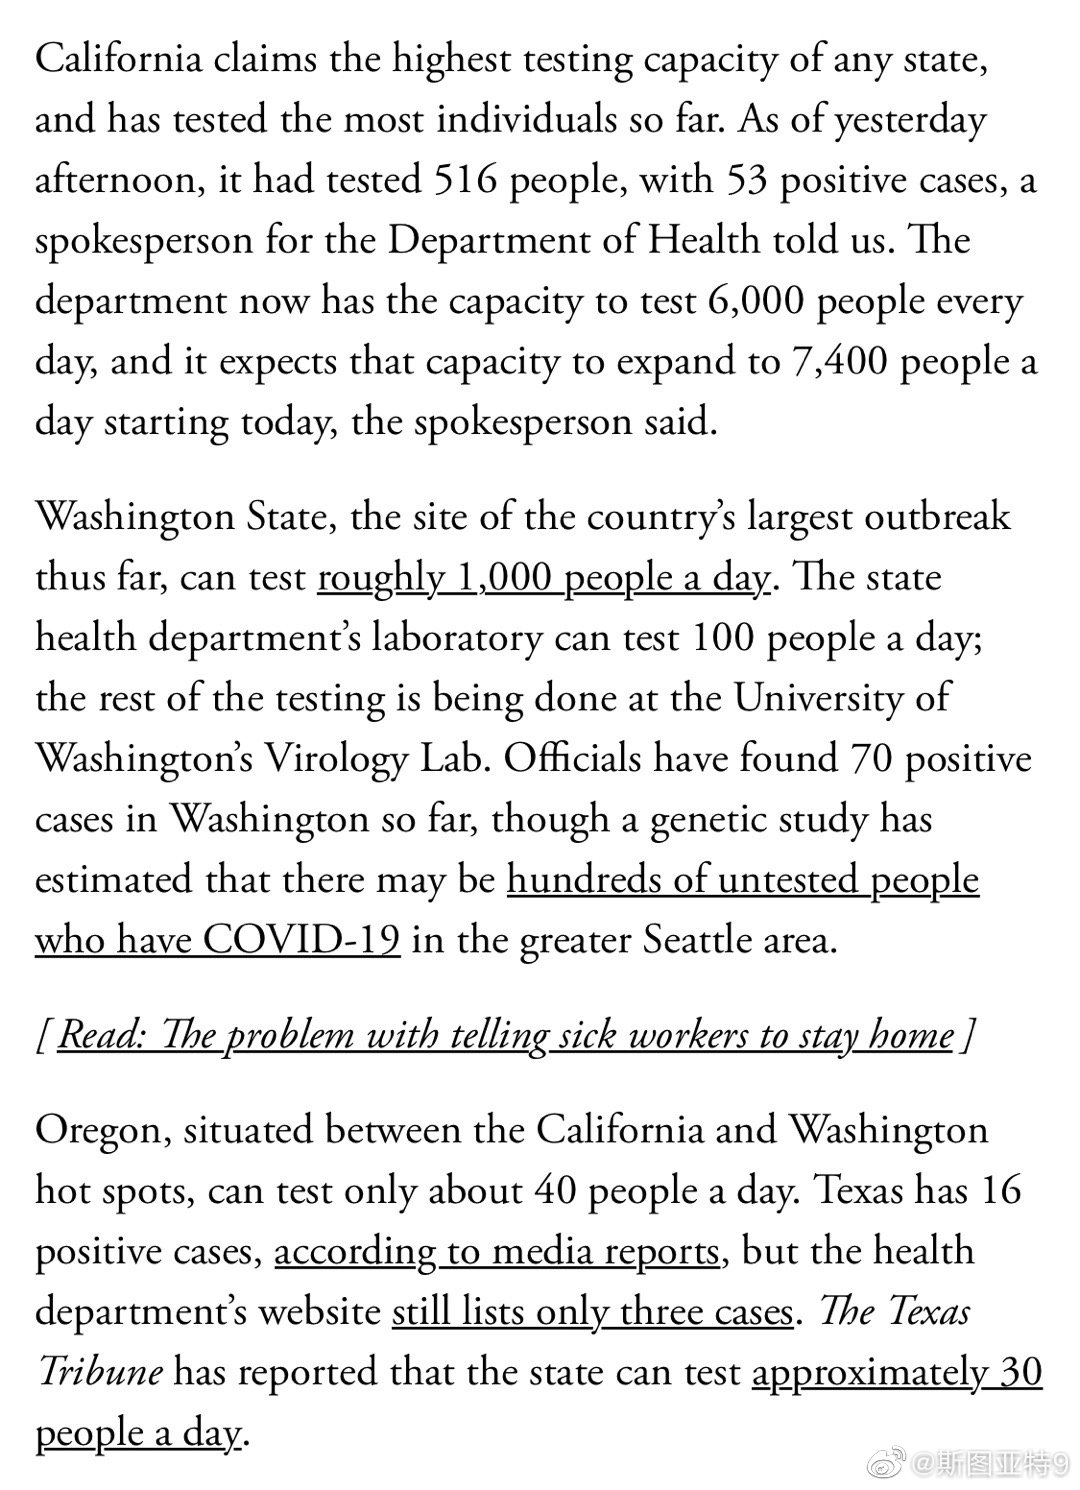 California claims the highest testing capacity of any state,
and has tested the most individuals so far. As of yesterday
afternoon, it had tested 516 people, with 53 positive cases, a
spokesperson for the Department of Health told us. The
department now has the capacity to test 6,000 people every
day, and it expects that capacity to expand to 7,400 people a
day starting today, the spokesperson said.
Washington State, the site of the country’s largest outbreak
thus far, can test roughly 1,000 people a day. The state
health department’s laboratory can test 100 people a day;
the rest of the testing is being done at the University of
Washington’s Virology Lab. Officials have found 70 positive
cases in Washington so far, though a genetic study has
estimated that there may be hundreds of untested people
who have COVID-19 in the greater Seattle area.
[ Read: The problem with telling sick workers to stay home ]
Oregon, situated between the California and Washington
hot spots, can test only about 40 people a day. Texas has 16
positive cases, according to media reports, but the health
department’s website still lists only three cases. The Texas
Tribune has reported that the state can test approximately 30
people a day.
@斯图亚特9